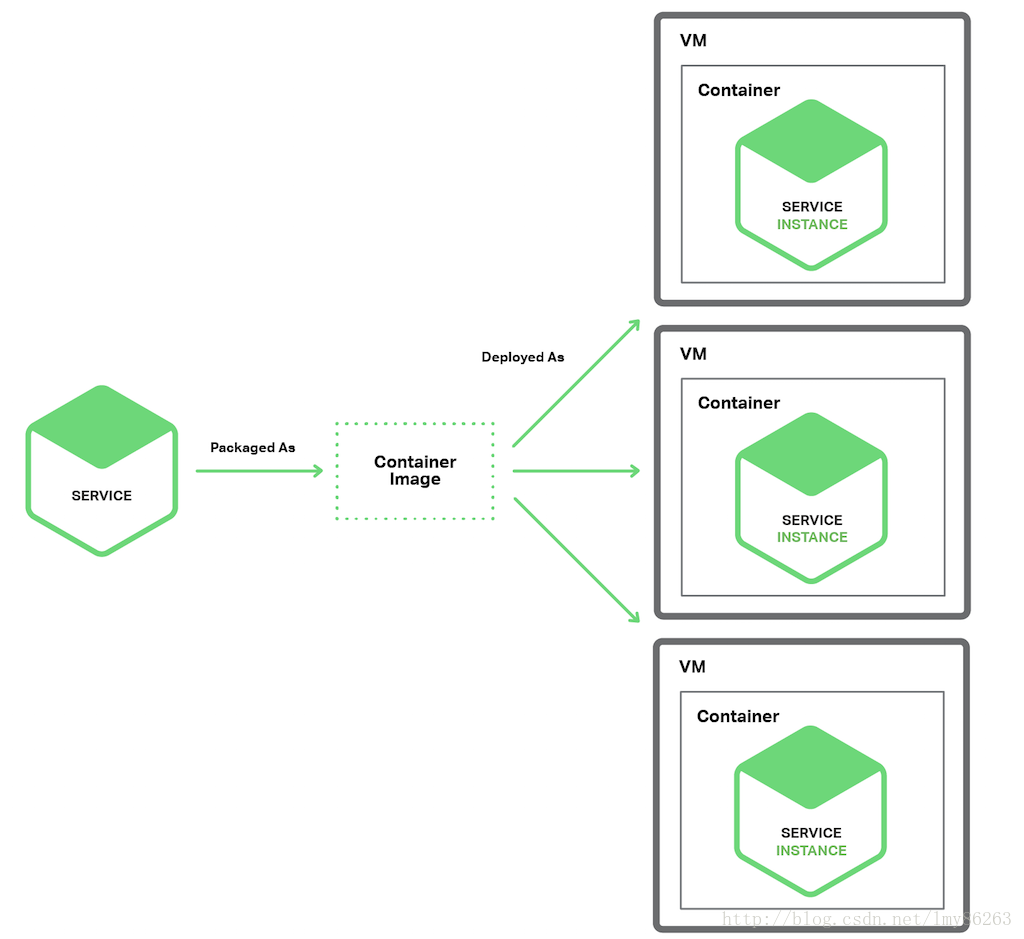 VM
Container
SERVICE
INSTANCE
Deployed As
VM
Container
SERVICE
INSTANCE
Packaged As
Container
Image
SERVICE
VM
Container
SERVICE
INSTANCE
http://blog.csdn.net/lmy86263